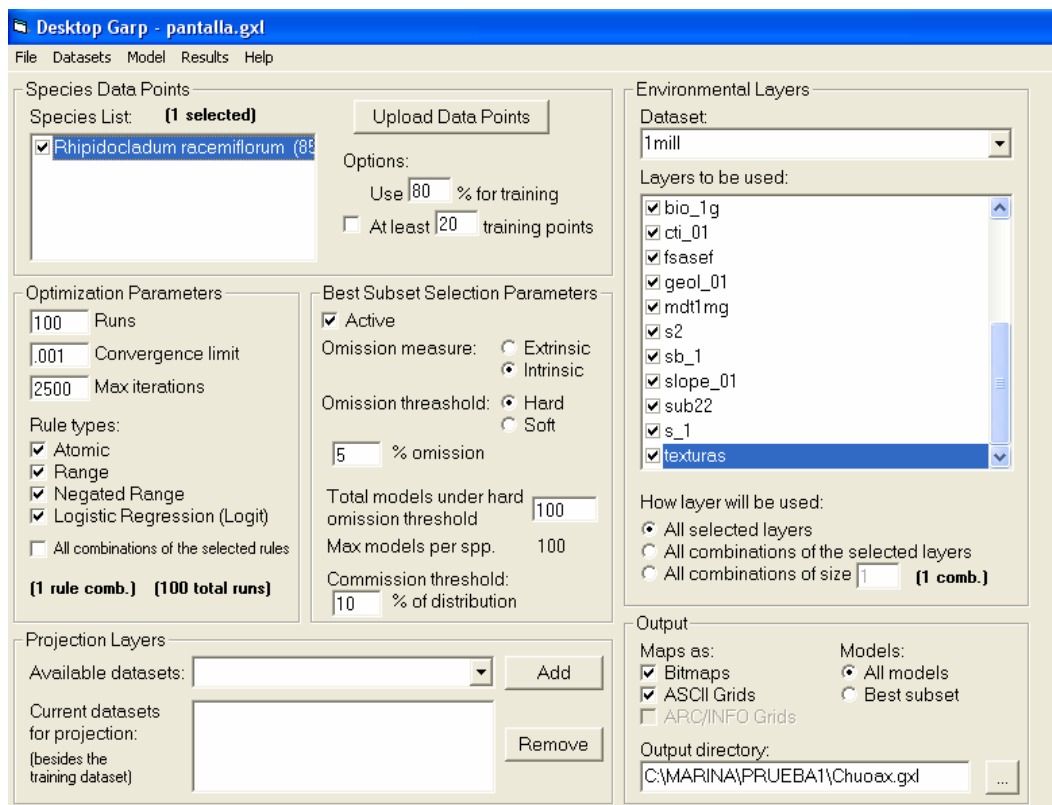 Desktop Garp - pantalla.gxl
File Datasets Model Results Help
Species Data Points
Species List: (1 selected)
Rhipidocladum racemiflorum (85
Upload Data Points
Options:
Use 80 % for training
At least 20 training points
Optimization Parameters
100 Runs
.001 Convergence limit
2500 Max iterations
Rule types:
Atomic
Range
Negated Range
Logistic Regression (Logit)
All combinations of the selected rules
(1 rule comb.) (100 total runs)
Best Subset Selection Parameters
Active
Omission measure: Extrinsic
Intrinsic
Omission threashold: Hard
Soft
5 % omission
Total models under hard
omission threshold 100
Max models per spp. 100
Commission threshold:
10 % of distribution
Projection Layers
Available datasets:
Add
Current datasets
for projection:
(besides the
training dataset)
Remove
Environmental Layers
Dataset:
1mill
Layers to be used:
bio_1g
cti_01
fsasef
geol_01
mdt1mg
s2
sb_1
slope_01
sub22
s_1
texturas
How layer will be used:
All selected layers
All combinations of the selected layers
All combinations of size 1 (1 comb.)
Output
Maps as:
Bitmaps
ASCII Grids
ARC/INFO Grids
Models:
All models
Best subset
Output directory:
C:\MARINA\PRUEBA1\Chuoax.gxl
...